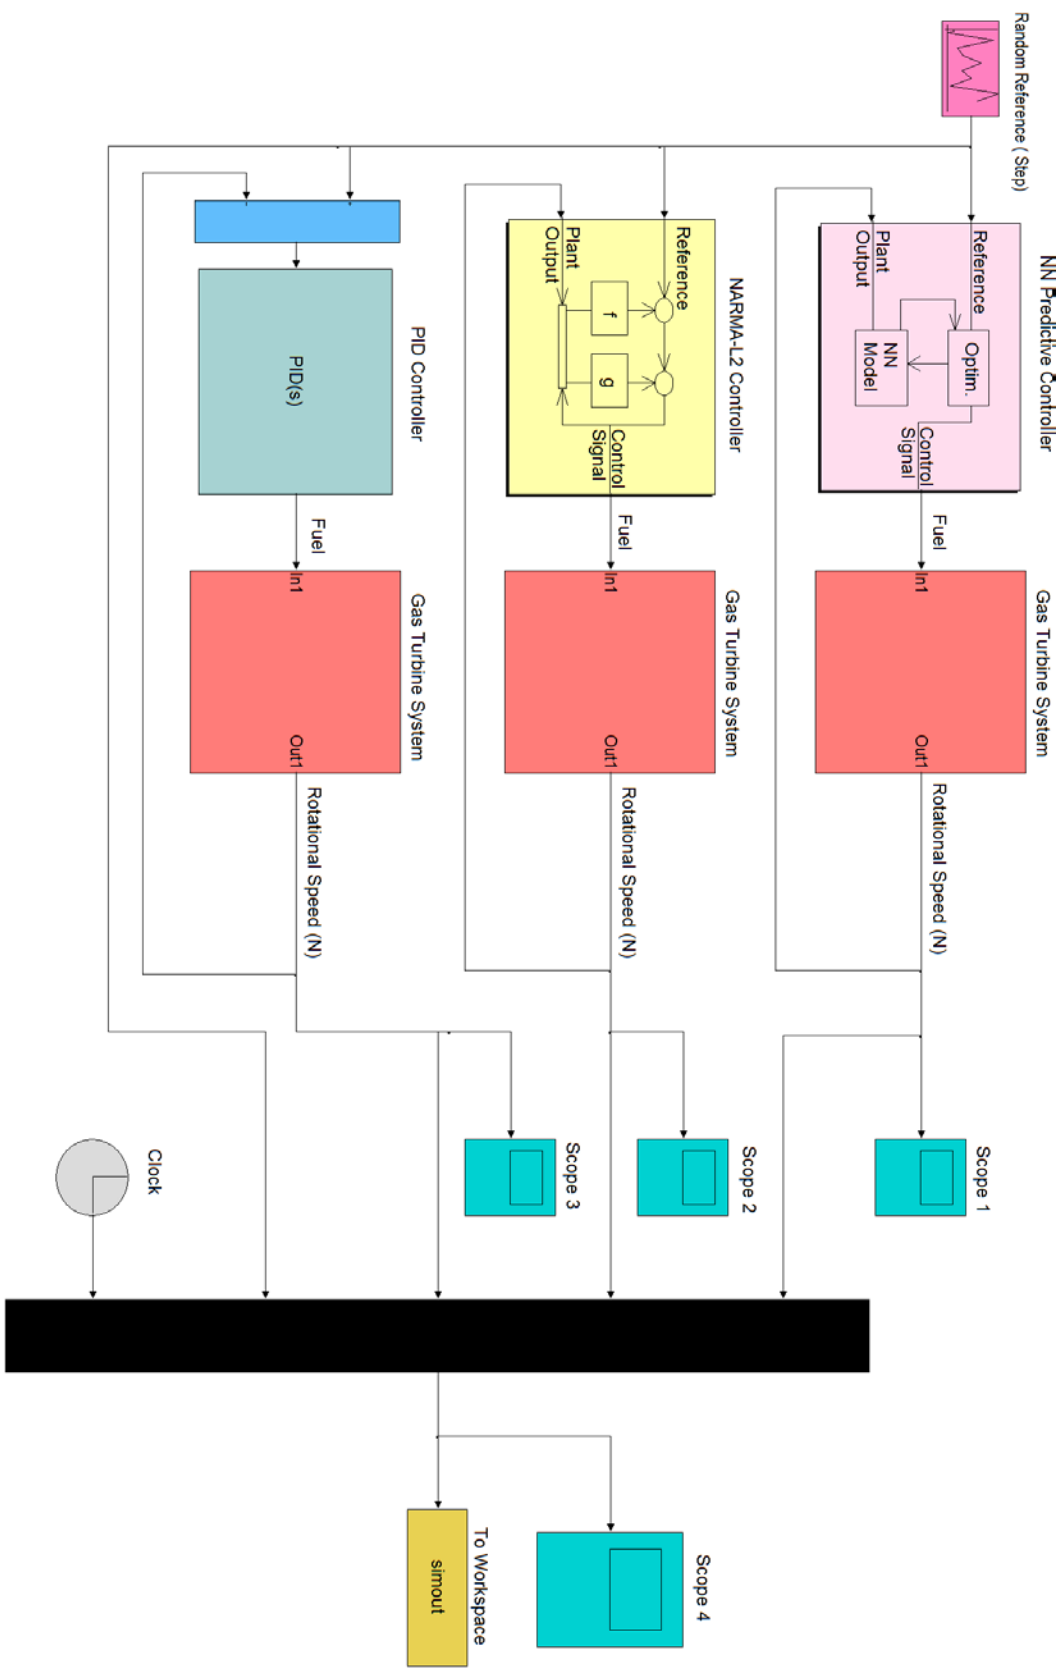 Random Reference ( Step)
NN Predictive Controller
Reference
Plant
Output
Optim.
NN
Model
Control
Signal
Fuel
Gas Turbine System
In1
Out1
Rotational Speed (N)
Scope 1
NARMA-L2 Controller
Reference
Plant
Output
f
g
Control
Signal
Fuel
Gas Turbine System
In1
Out1
Rotational Speed (N)
Scope 2
PID Controller
PID(s)
Fuel
Gas Turbine System
In1
Out1
Rotational Speed (N)
Scope 3
Clock
Scope 4
To Workspace
simout